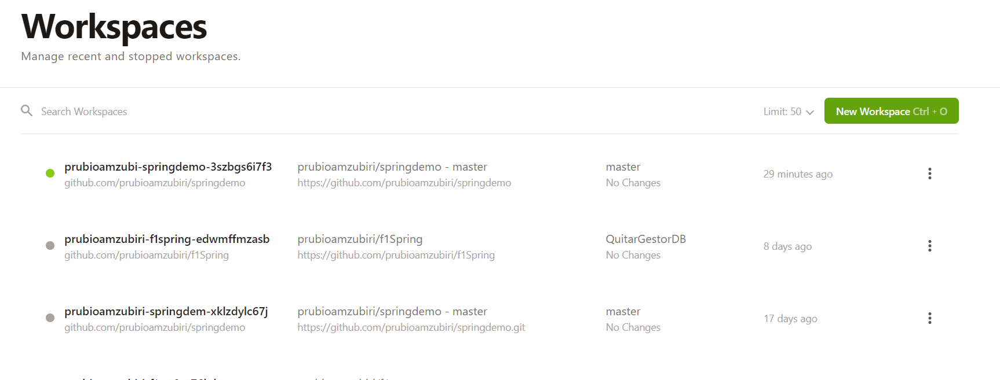 Workspaces
Manage recent and stopped workspaces.
Search Workspaces
Limit: 50
New Workspace Ctrl + O
prubioamzubi-springdemo-3szbgs6i7f3
github.com/prubioamzubiri/springdemo
prubioamzubiri/springdemo - master
https://github.com/prubioamzubiri/springdemo
master
No Changes
29 minutes ago
prubioamzubiri-f1spring-edwmffmzasb
github.com/prubioamzubiri/f1Spring
prubioamzubiri/f1Spring
https://github.com/prubioamzubiri/f1Spring
QuitarGestorDB
No Changes
8 days ago
prubioamzubiri-springdem-xklzdylc67j
github.com/prubioamzubiri/springdemo
prubioamzubiri/springdemo - master
https://github.com/prubioamzubiri/springdemo.git
master
No Changes
17 days ago